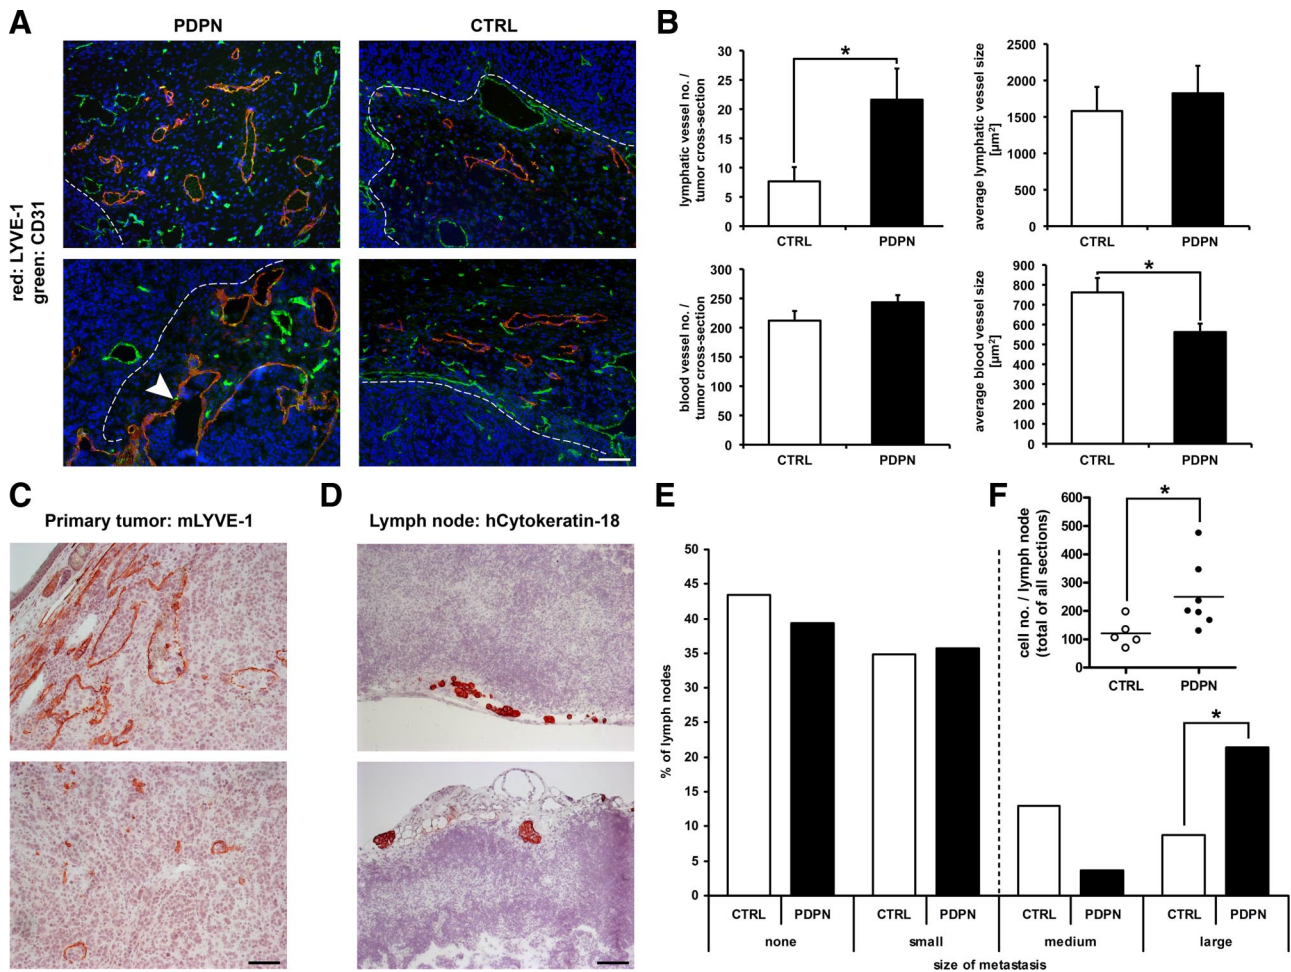 A
PDPN
CTRL
red: LYVE-1
green: CD31
B
lymphatic vessel no. /
tumor cross-section
30
25
20
15
10
5
0
*
CTRL
PDPN
average lymphatic vessel size
[µm²]
2500
2000
1500
1000
500
0
CTRL
PDPN
blood vessel no. /
tumor cross-section
300
250
200
150
100
50
0
CTRL
PDPN
average blood vessel size
[µm²]
900
800
700
600
500
400
300
200
100
0
*
CTRL
PDPN
C
Primary tumor: mLYVE-1
D
Lymph node: hCytokeratin-18
E
% of lymph nodes
50
45
40
35
30
25
20
15
10
5
0
*
CTRL PDPN CTRL PDPN CTRL PDPN CTRL PDPN
none small medium large
size of metastasis
F
cell no. / lymph node
(total of all sections)
600
500
400
300
200
100
0
*
CTRL
PDPN